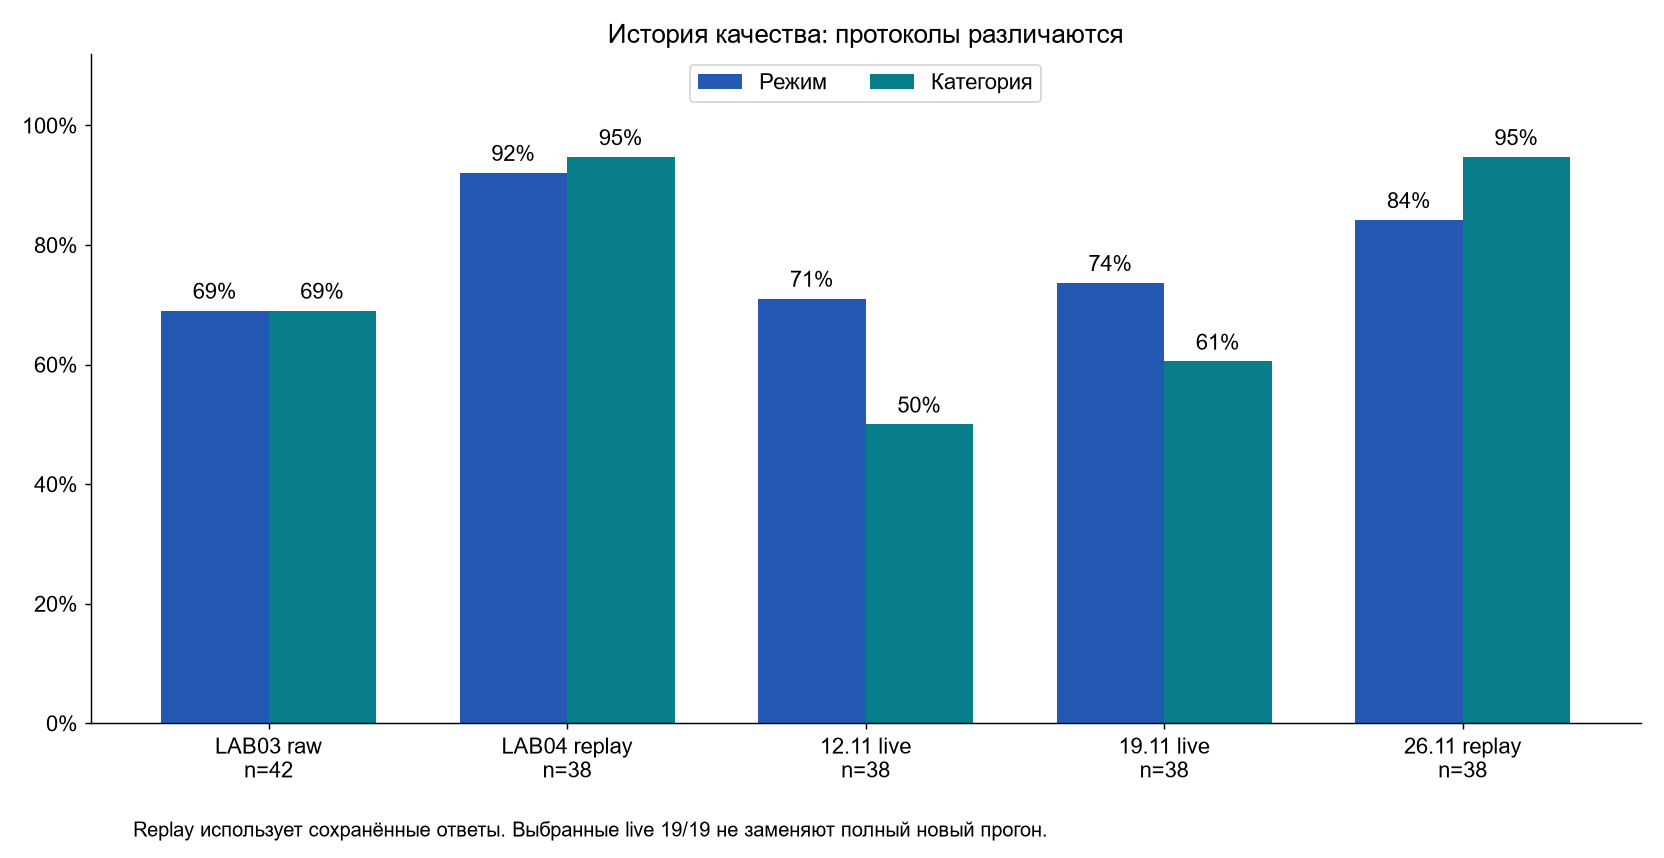 История качества: протоколы различаются
Режим Категория
100%
80%
60%
40%
20%
0%
69% 69%
92% 95%
71% 50%
74% 61%
84% 95%
LAB03 raw
n=42
LAB04 replay
n=38
12.11 live
n=38
19.11 live
n=38
26.11 replay
n=38
Replay использует сохранённые ответы. Выбранные live 19/19 не заменяют полный новый прогон.